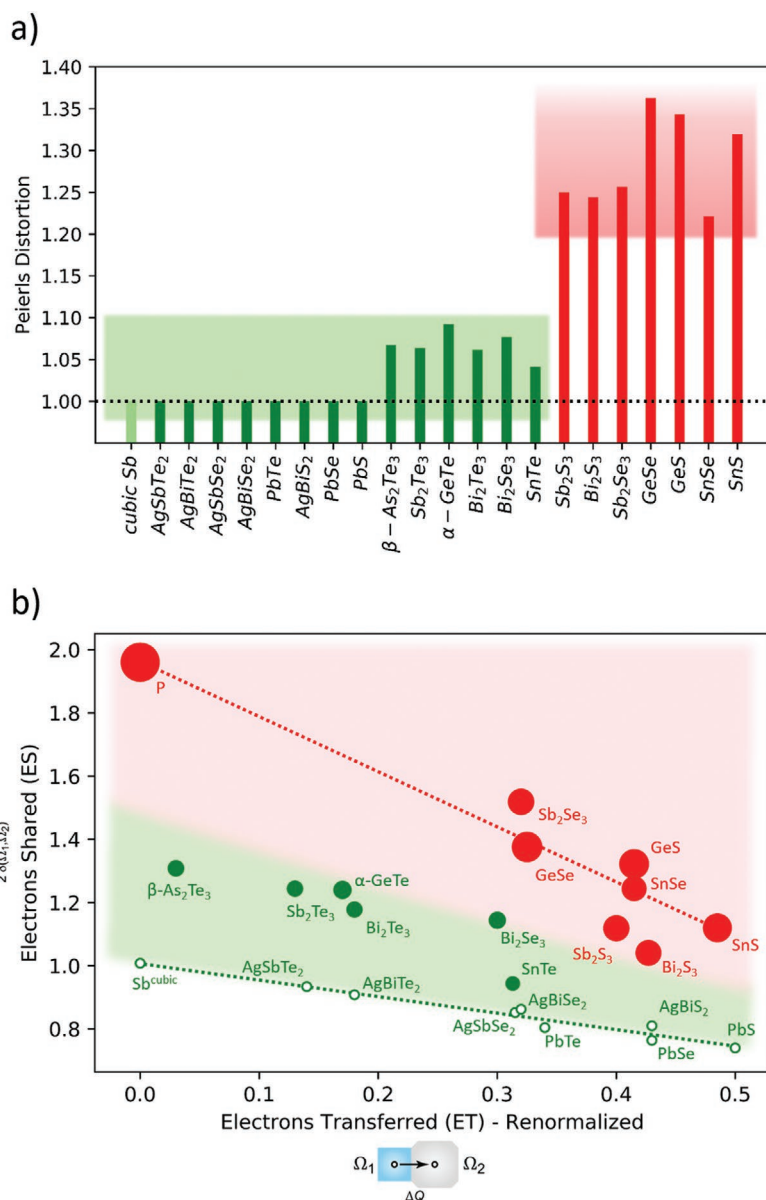 a)
Peierls Distortion
1.40
1.35
1.30
1.25
1.20
1.15
1.10
1.05
1.00
cubic Sb
AgSbTe₂
AgBiTe₂
AgSbSe₂
AgBiSe₂
PbTe
AgBiS₂
PbSe
PbS
β − As₂Te₃
Sb₂Te₃
α − GeTe
Bi₂Te₃
Bi₂Se₃
SnTe
Sb₂S₃
Bi₂S₃
Sb₂Se₃
GeSe
GeS
SnSe
SnS
b)
2 δ(Ω₁,Ω₂)
Electrons Shared (ES)
2.0
1.8
1.6
1.4
1.2
1.0
0.8
P
Sb₂Se₃
GeSe
GeS
SnSe
β-As₂Te₃
Sb₂Te₃
α-GeTe
Bi₂Te₃
Bi₂Se₃
Sb₂S₃
Bi₂S₃
SnS
Sbcubic
AgSbTe₂
AgBiTe₂
SnTe
AgBiSe₂
AgSbSe₂
PbTe
AgBiS₂
PbSe
PbS
0.0 0.1 0.2 0.3 0.4 0.5
Electrons Transferred (ET) - Renormalized
Ω₁ Ω₂
ΔQ